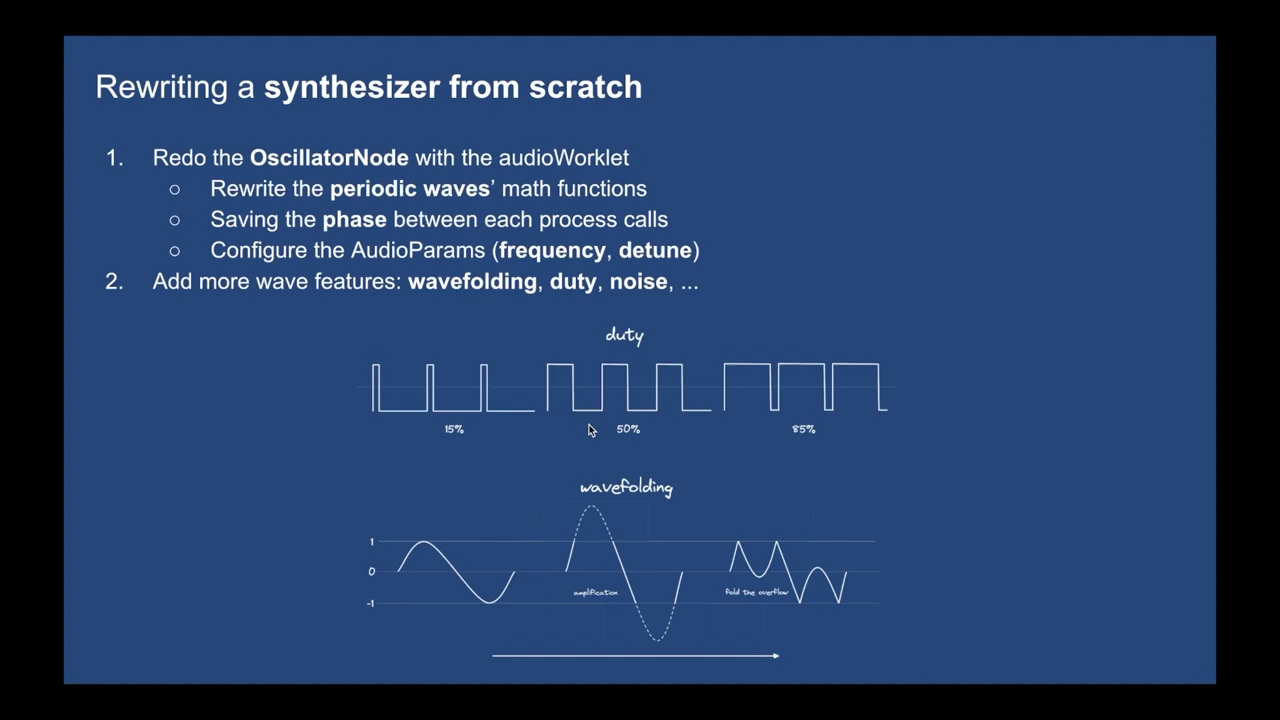 Rewriting a synthesizer from scratch
1. Redo the OscillatorNode with the audioWorklet
○ Rewrite the periodic waves’ math functions
○ Saving the phase between each process calls
○ Configure the AudioParams (frequency, detune)
2. Add more wave features: wavefolding, duty, noise, ...
duty
15% 50% 85%
wavefolding
1
0
amplification fold the overflow
-1